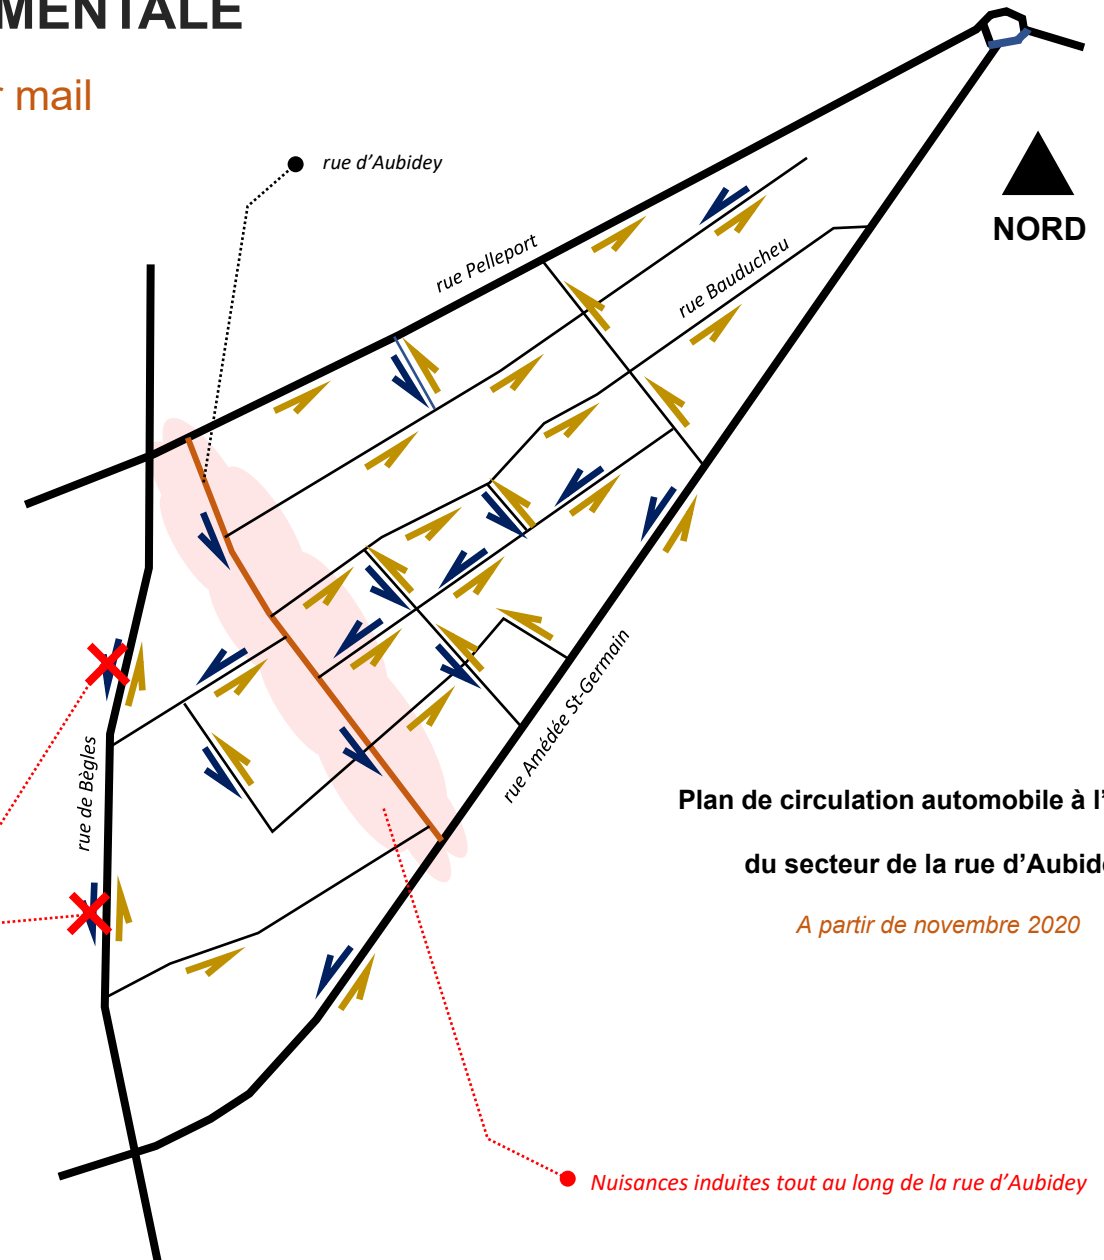 MENTALE
mail
rue d'Aubidey
NORD
rue Pelleport
rue Bauducheu
rue Amédée St-Germain
rue de Bègles
Plan de circulation automobile à l'
du secteur de la rue d'Aubide
A partir de novembre 2020
Nuisances induites tout au long de la rue d'Aubidey